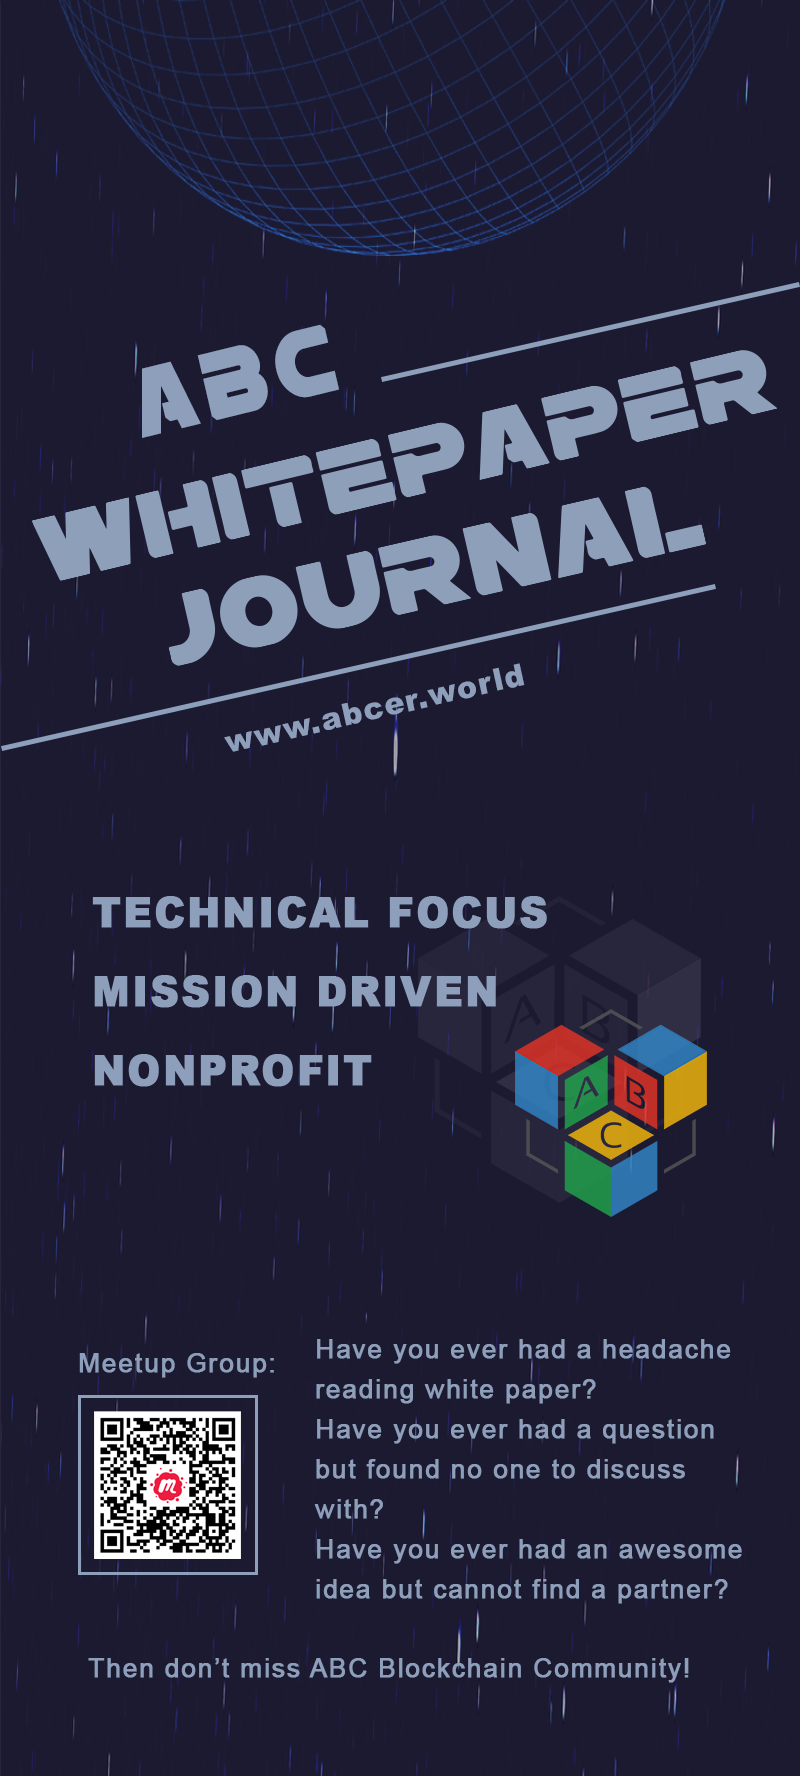 ABC
WHITEPAPER
JOURNAL
www.abcer.world
TECHNICAL FOCUS
MISSION DRIVEN
NONPROFIT
A B
A B
C
Meetup Group:
m
Have you ever had a headache
reading white paper?
Have you ever had a question
but found no one to discuss
with?
Have you ever had an awesome
idea but cannot find a partner?
Then don’t miss ABC Blockchain Community!